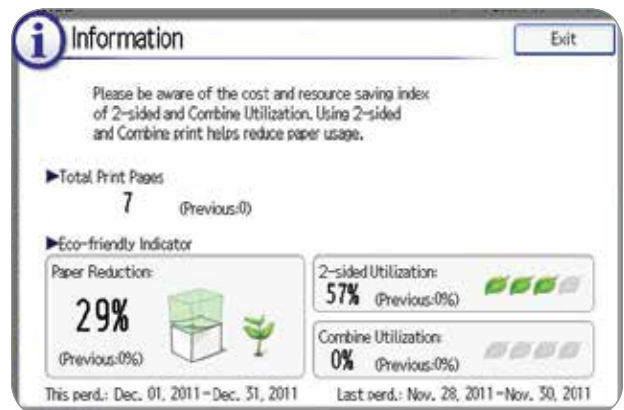 Information
Exit
Please be aware of the cost and resource saving index
of 2-sided and Combine Utilization. Using 2-sided
and Combine print helps reduce paper usage.
▶Total Print Pages
7 (Previous:0)
▶Eco-friendly Indicator
Paper Reduction:
29%
(Previous:0%)
2-sided Utilization:
57% (Previous:0%)
Combine Utilization:
0% (Previous:0%)
This perd.: Dec. 01, 2011-Dec. 31, 2011
Last perd.: Nov. 28, 2011-Nov. 30, 2011